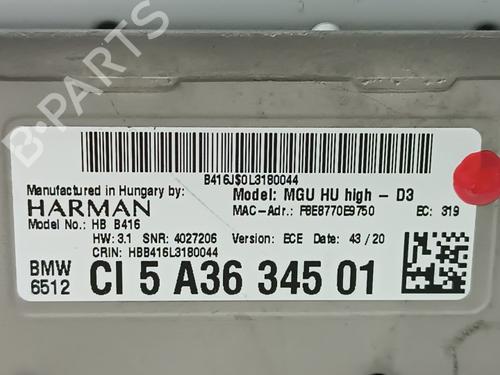 B-PARTS
B416J$0L3180044
Manufactured in Hungary by:
HARMAN
Model: MGU HU high - D3
MAC-Adr.: FBE8770E9750 EC: 319
Model No.: HB B416
HW: 3.1 SNR: 4027206 Version: ECE Date: 43/20
CRIN: HBB416L3180044
BMW
6512
CI 5 A36 345 01